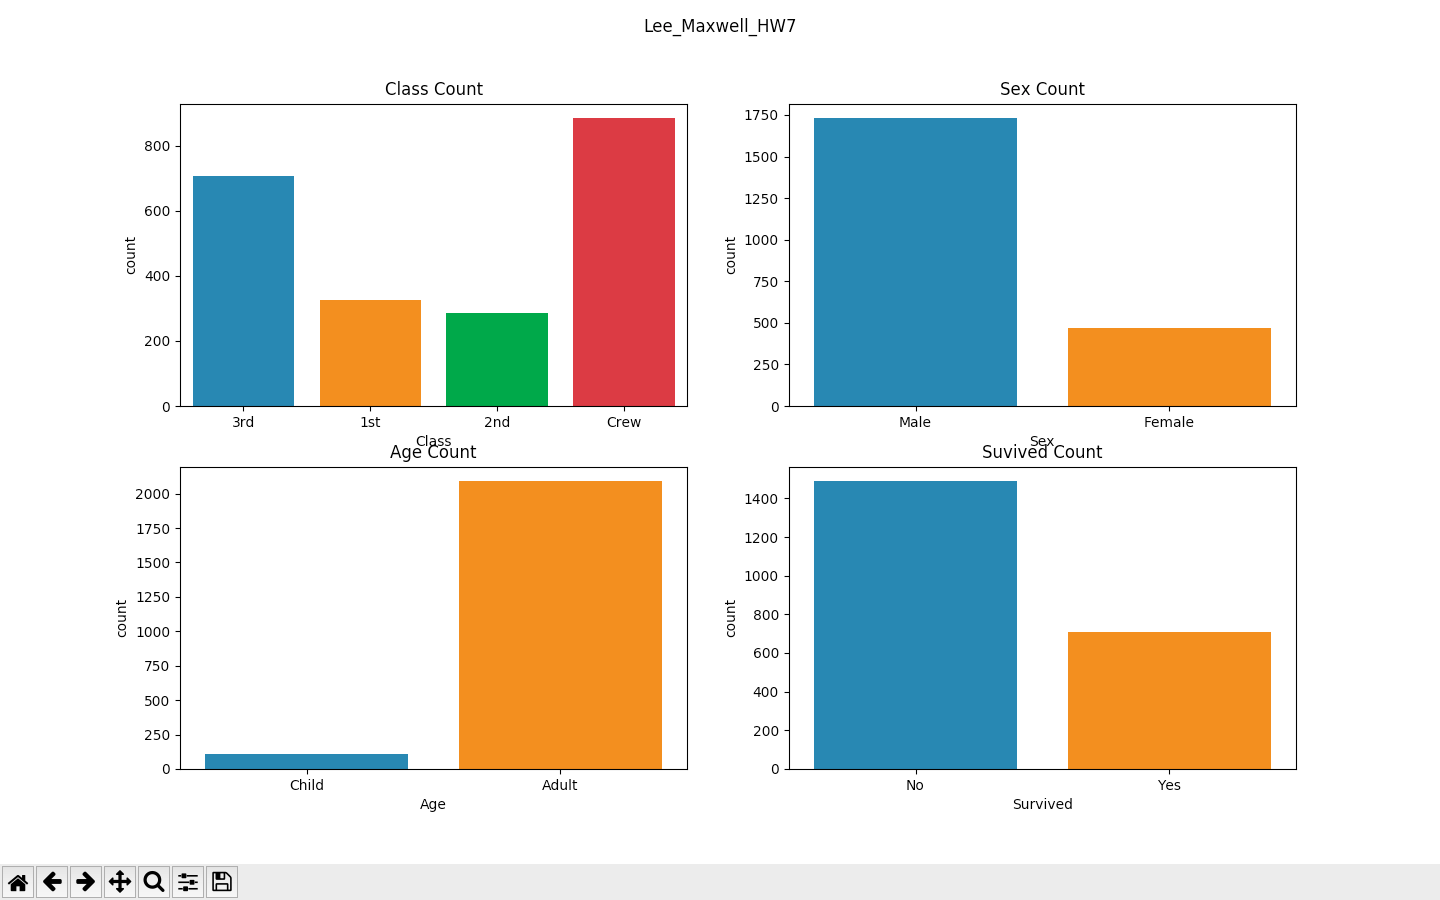 Lee_Maxwell_HW7
Class Count
count
800
600
400
200
0
3rd 1st 2nd Crew
Class
Sex Count
count
1750
1500
1250
1000
750
500
250
0
Male Female
Sex
Age Count
count
2000
1750
1500
1250
1000
750
500
250
0
Child Adult
Age
Suvived Count
count
1400
1200
1000
800
600
400
200
0
No Yes
Survived